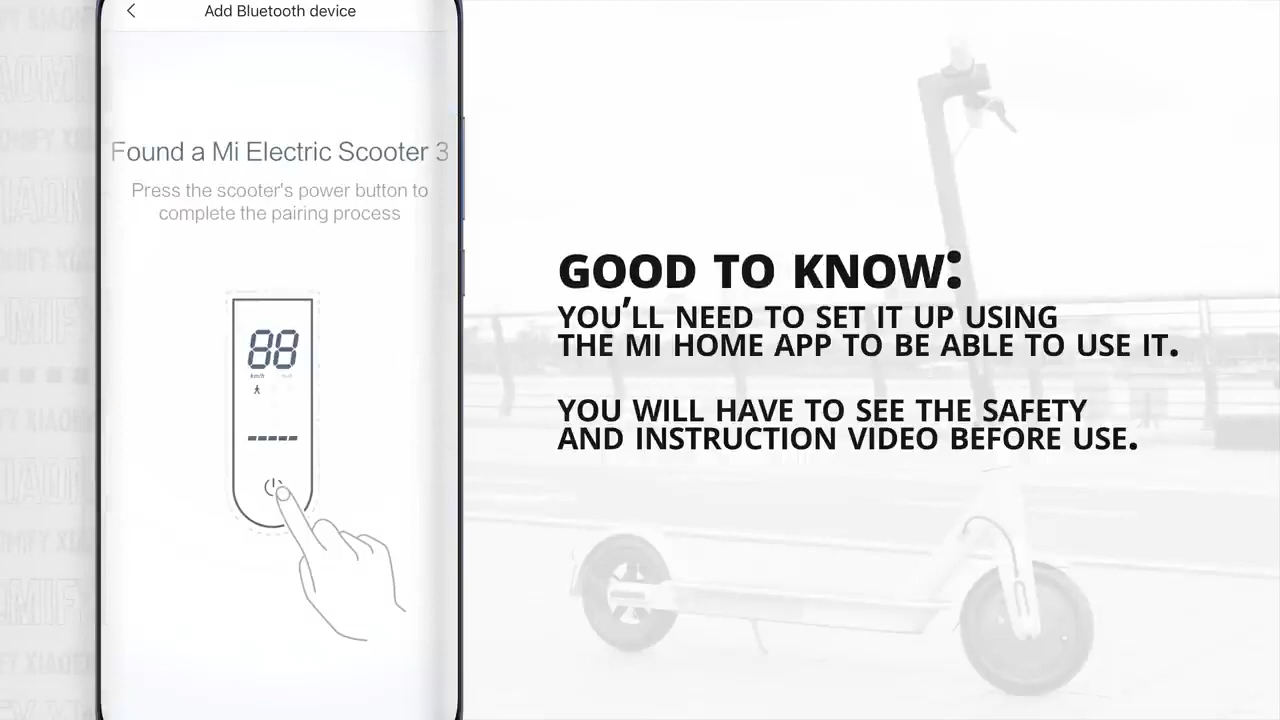 Add Bluetooth device
Found a Mi Electric Scooter 3
Press the scooter's power button to
complete the pairing process
88
km/h
GOOD TO KNOW:
YOU'LL NEED TO SET IT UP USING
THE MI HOME APP TO BE ABLE TO USE IT.
YOU WILL HAVE TO SEE THE SAFETY
AND INSTRUCTION VIDEO BEFORE USE.